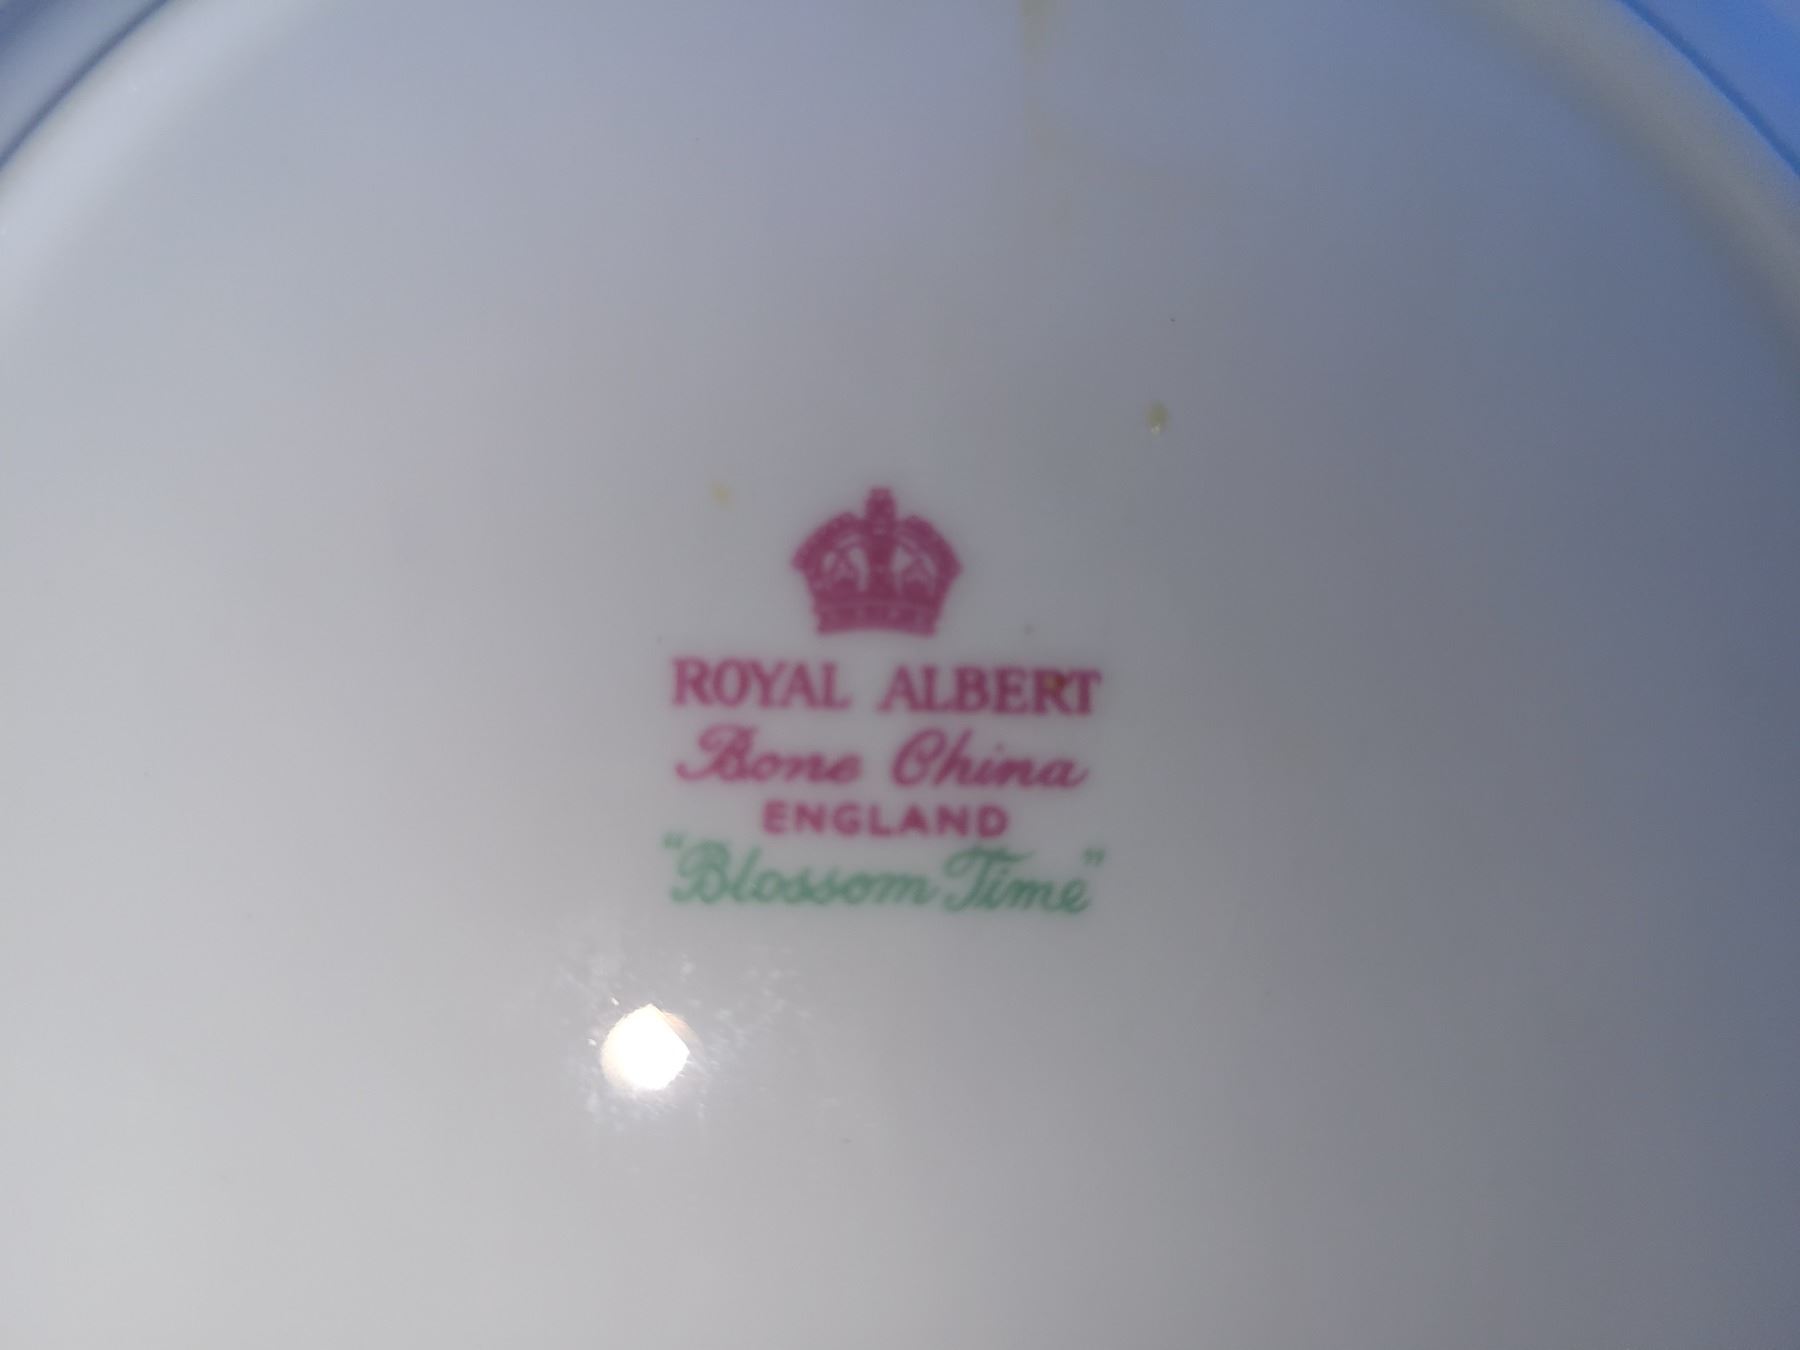 ROYAL ALBERT
Bone China
ENGLAND
"Blossom Time"